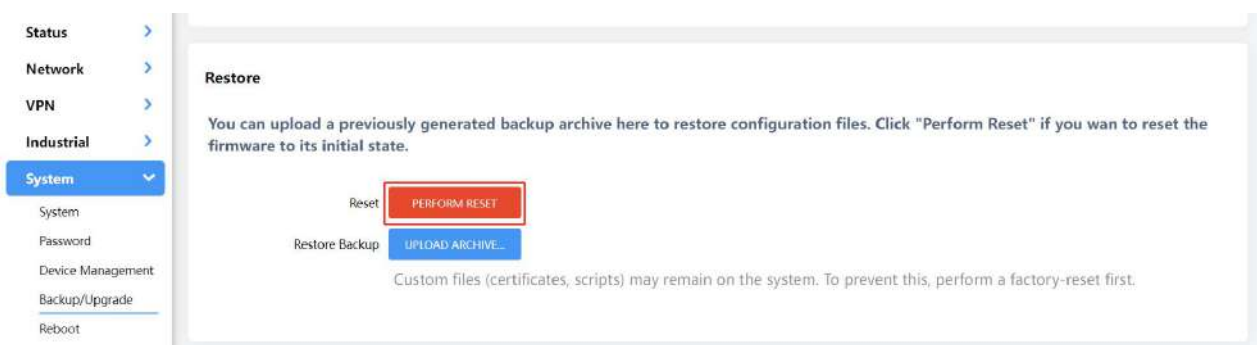 Status
Network
VPN
Industrial
System
System
Password
Device Management
Backup/Upgrade
Reboot
Restore
You can upload a previously generated backup archive here to restore configuration files. Click "Perform Reset" if you wan to reset the
firmware to its initial state.
Reset PERFORM RESET
Restore Backup UPLOAD ARCHIVE...
Custom files (certificates, scripts) may remain on the system. To prevent this, perform a factory-reset first.